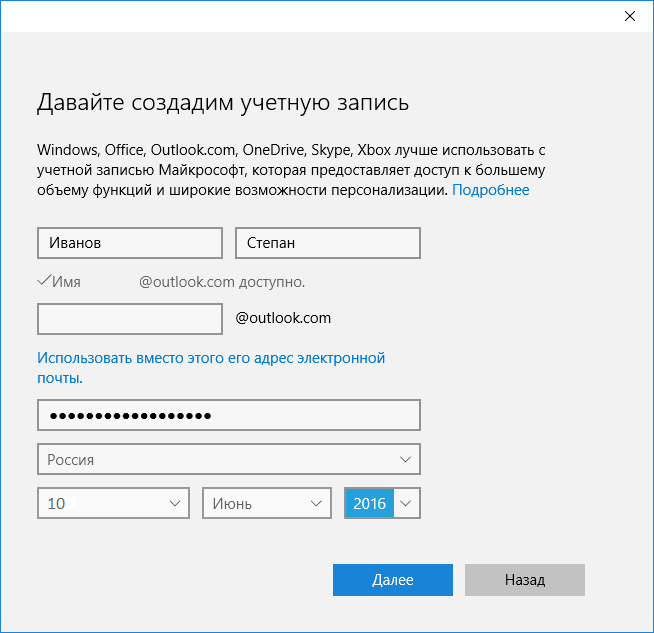 Давайте создадим учетную запись
Windows, Office, Outlook.com, OneDrive, Skype, Xbox лучше использовать с
учетной записью Майкрософт, которая предоставляет доступ к большему
объему функций и широкие возможности персонализации. Подробнее
Иванов Степан
Имя @outlook.com доступно.
@outlook.com
Использовать вместо этого его адрес электронной
почты.
Россия
10 Июнь 2016
Далее Назад